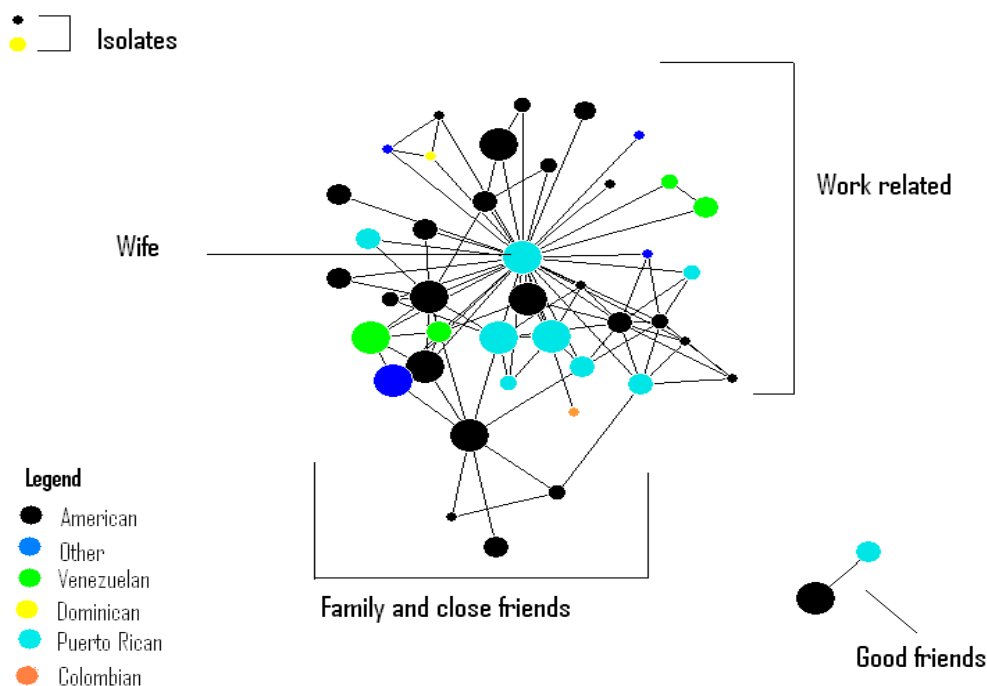 Isolates
Work related
Wife
Legend
American
Other
Venezuelan
Dominican
Puerto Rican
Colombian
Family and close friends
Good friends